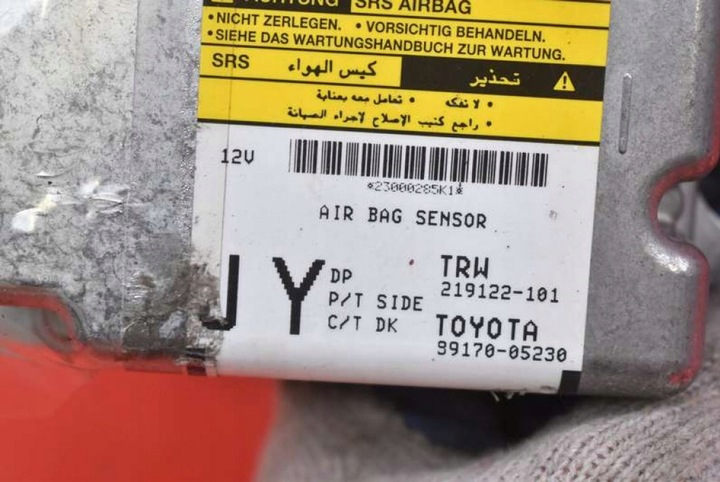 ACHTUNG SRS AIRBAG
•NICHT ZERLEGEN. •VORSICHTIG BEHANDELN.
•SIEHE DAS WARTUNGSHANDBUCH ZUR WARTUNG.
SRS كيس الهواء تحذير
• لا تفكه • تعامل معه بعناية
• راجع كتيب الإصلاح لإجراء الصيانة
12V
*23000285K1*
AIR BAG SENSOR
JY
DP
P/T SIDE
C/T DK
TRW
219122-101
TOYOTA
89170-05230